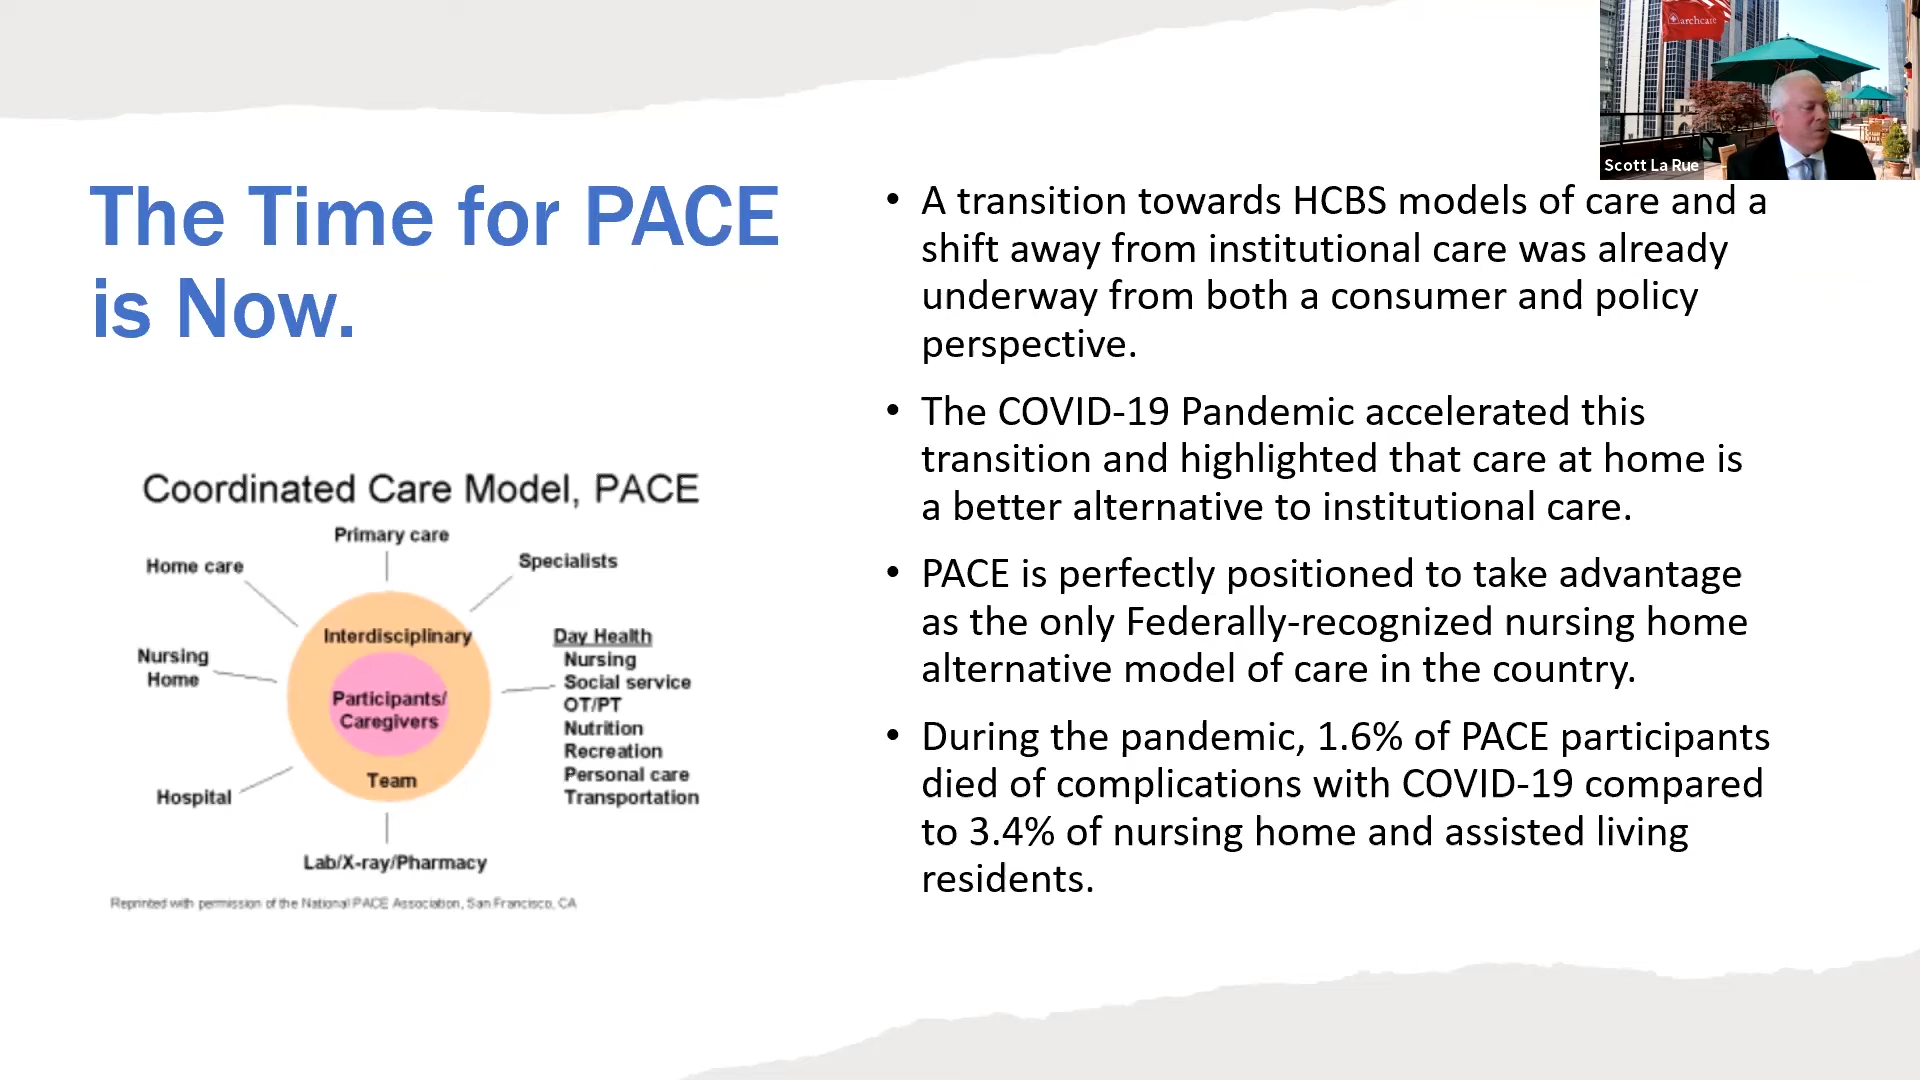 archcare
Scott La Rue
The Time for PACE
is Now.
Coordinated Care Model, PACE
Primary care
Home care
Specialists
Interdisciplinary
Day Health
Nursing
Home
Nursing
Social service
OT/PT
Nutrition
Recreation
Personal care
Transportation
Participants/
Caregivers
Team
Hospital
Lab/X-ray/Pharmacy
Reprinted with permission of the National PACE Association, San Francisco, CA
• A transition towards HCBS models of care and a
shift away from institutional care was already
underway from both a consumer and policy
perspective.
• The COVID-19 Pandemic accelerated this
transition and highlighted that care at home is
a better alternative to institutional care.
• PACE is perfectly positioned to take advantage
as the only Federally-recognized nursing home
alternative model of care in the country.
• During the pandemic, 1.6% of PACE participants
died of complications with COVID-19 compared
to 3.4% of nursing home and assisted living
residents.